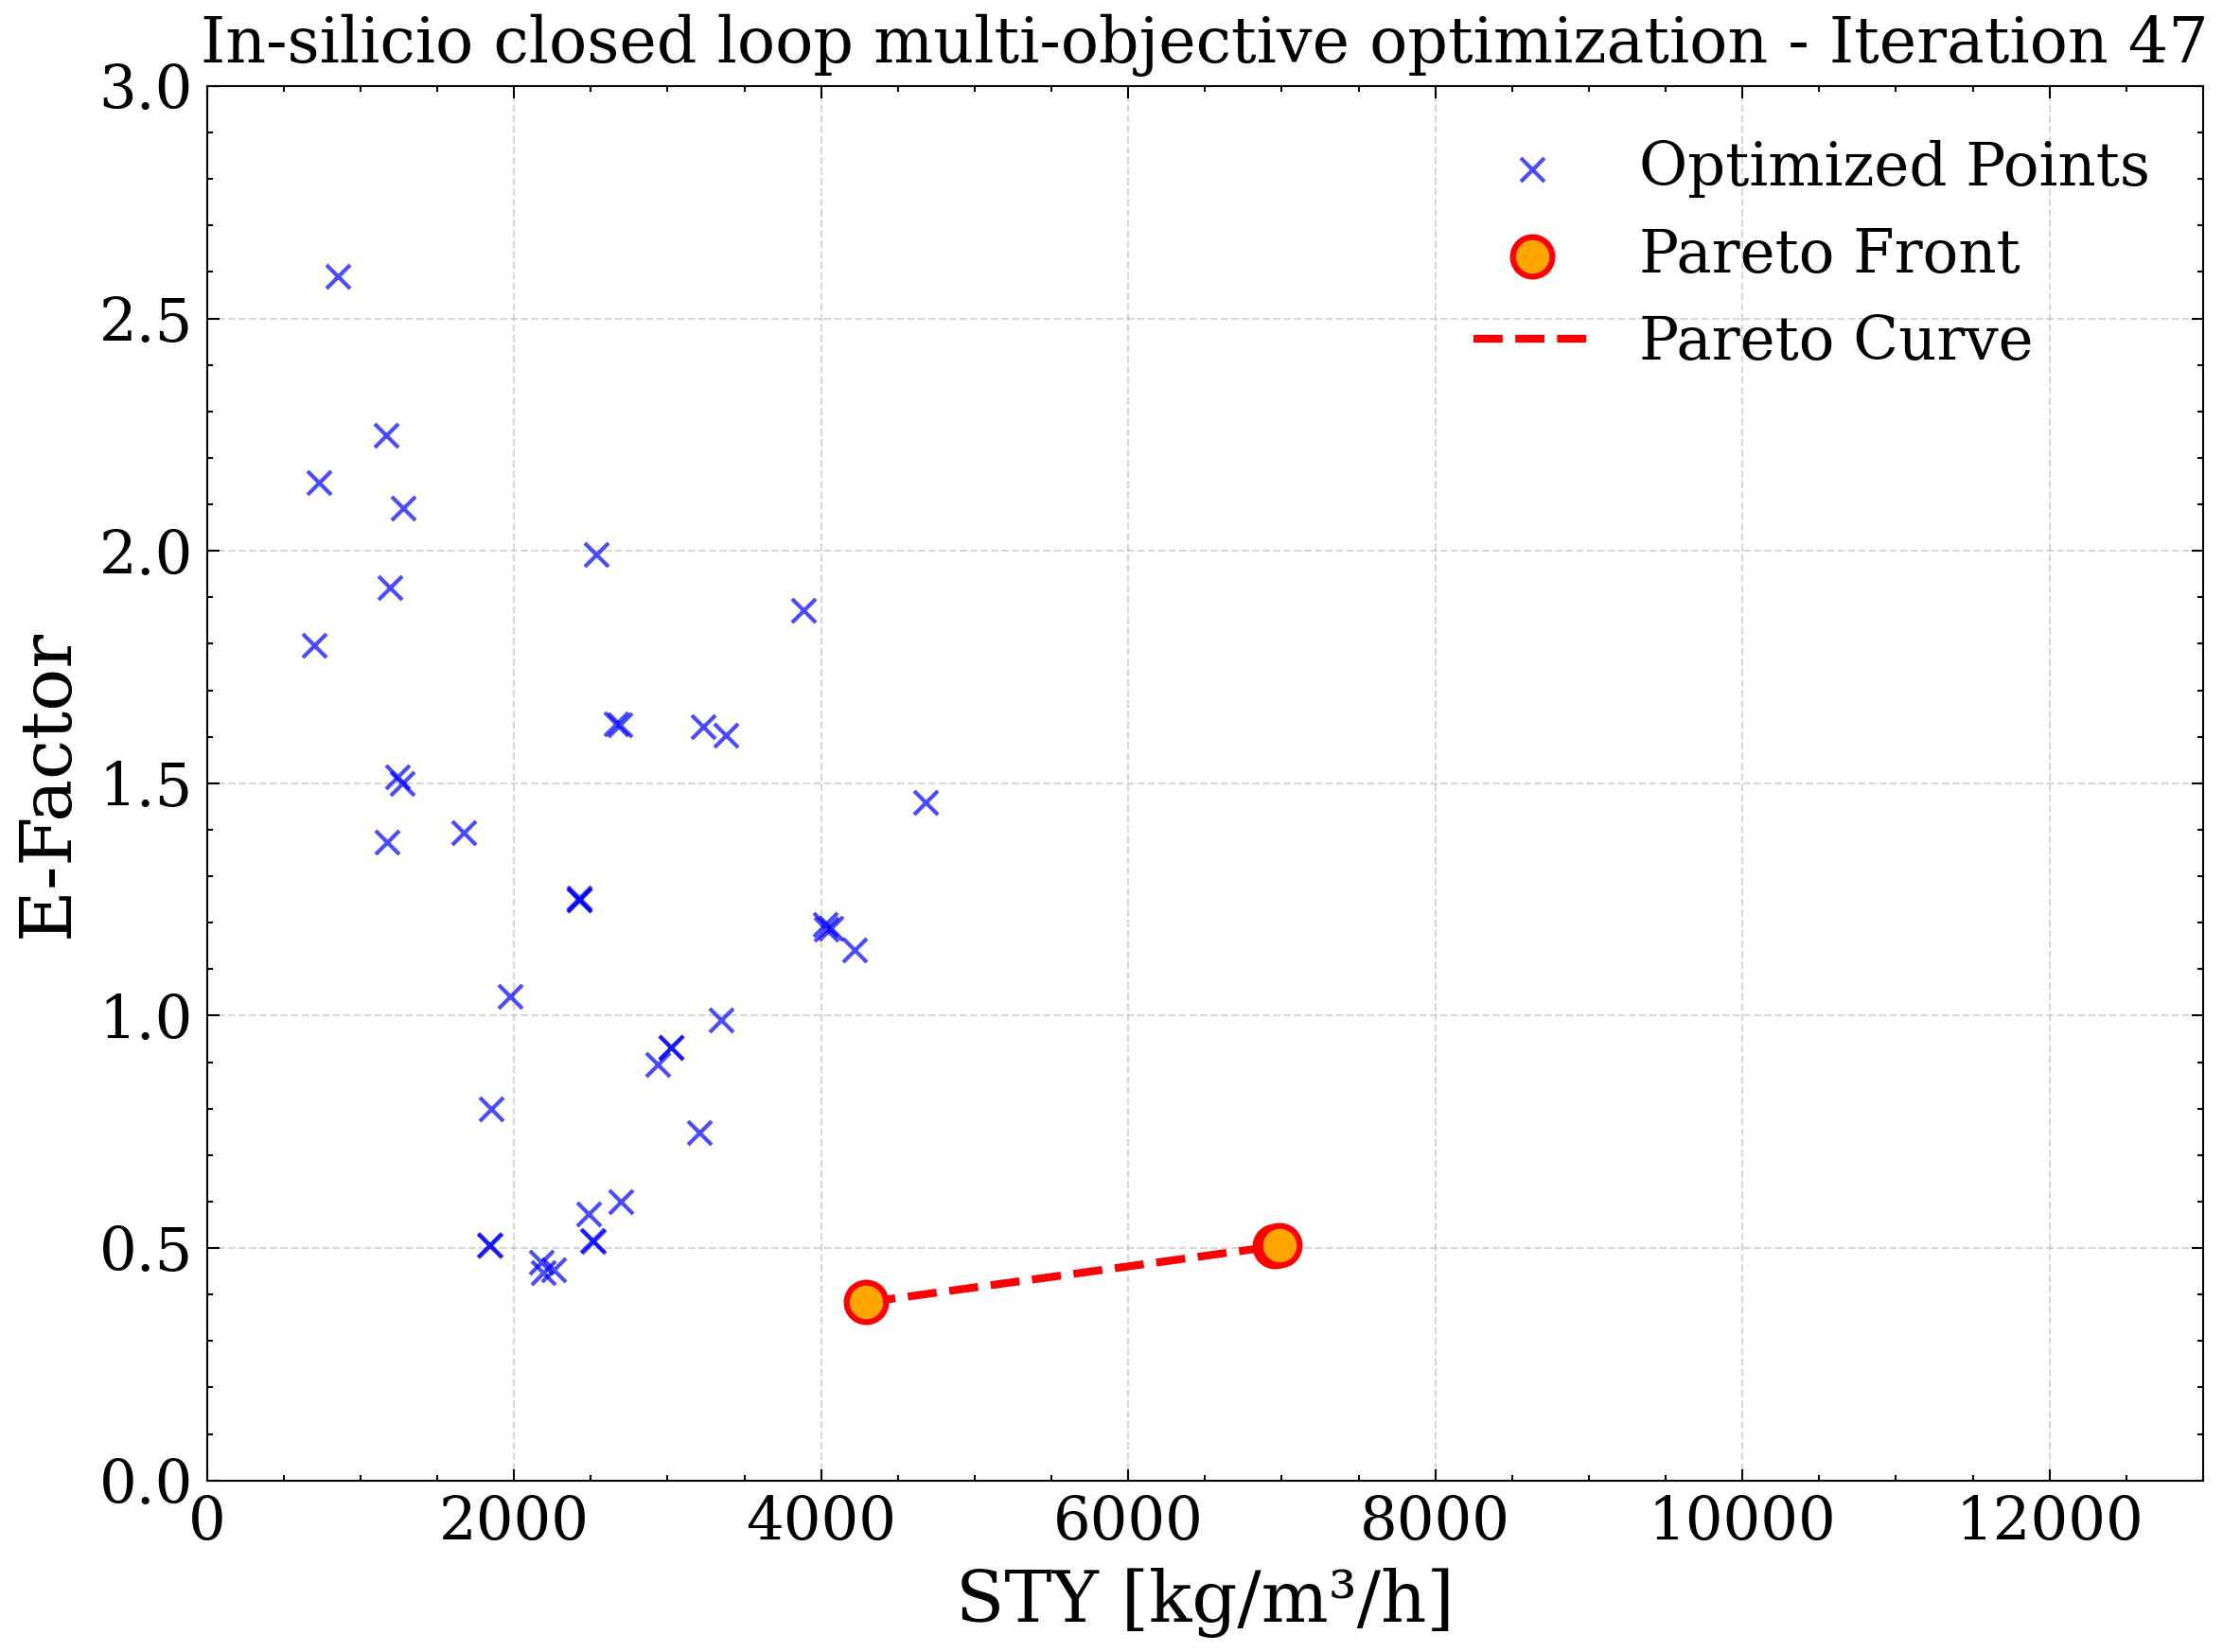 In-silicio closed loop multi-objective optimization - Iteration 47
3.0
2.5
2.0
1.5
1.0
0.5
0.0
E-Factor
Optimized Points
Pareto Front
Pareto Curve
0 2000 4000 6000 8000 10000 12000
STY [kg/m³/h]